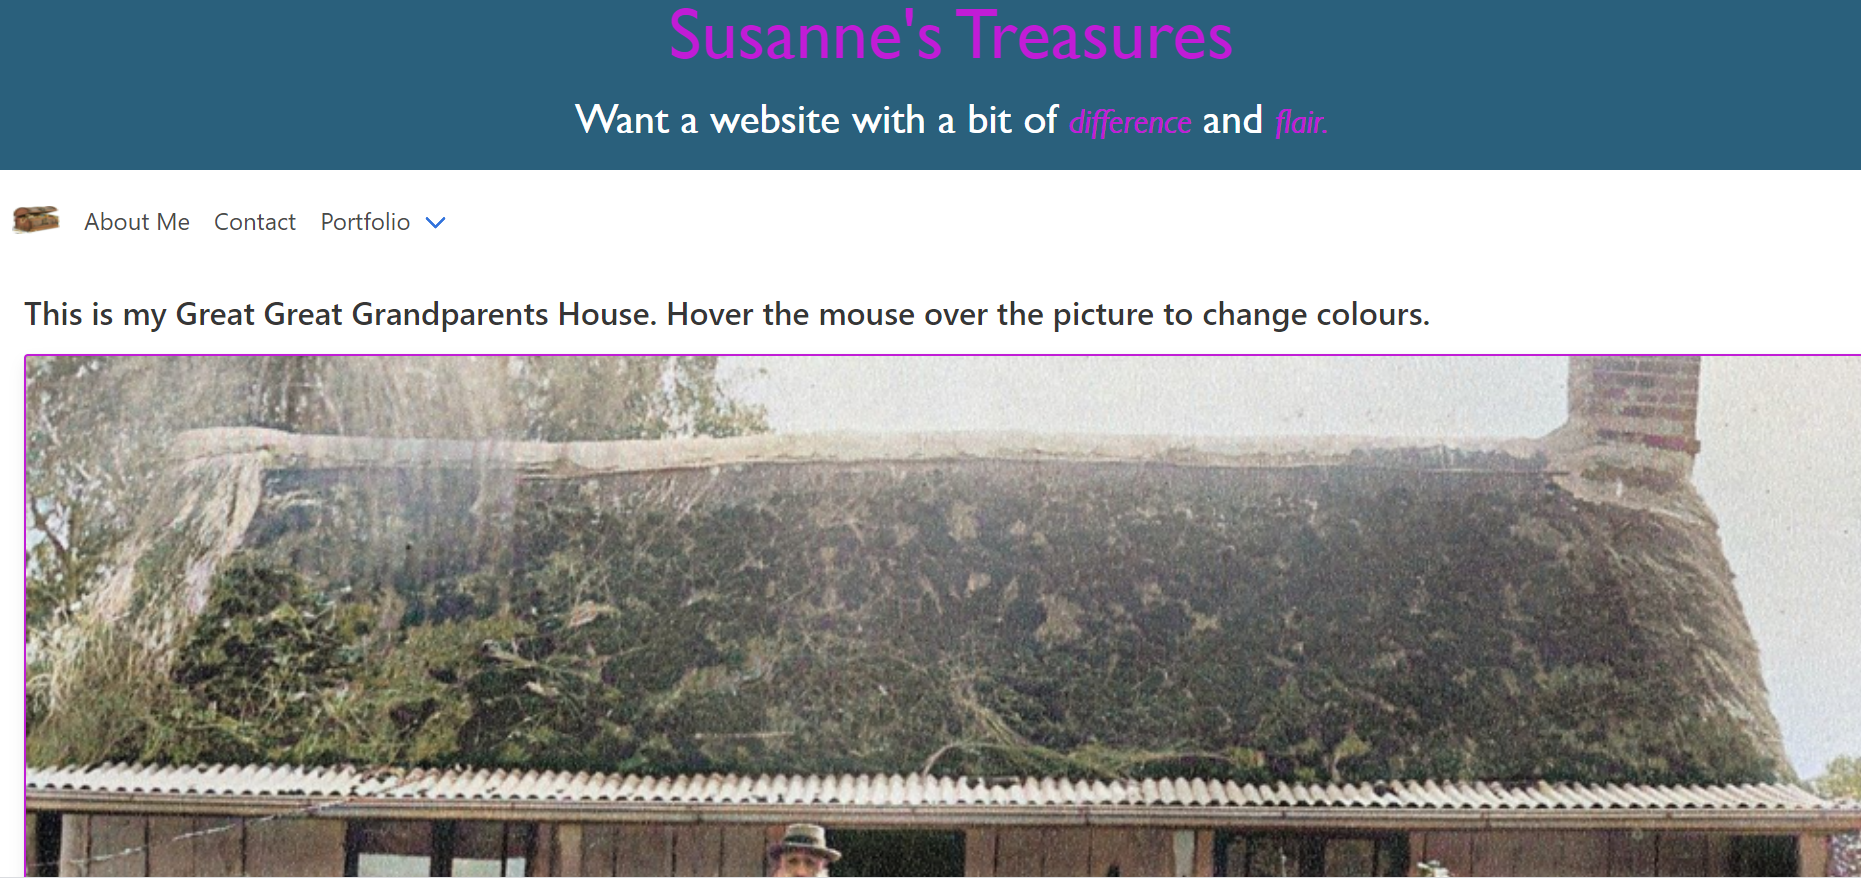 Susanne's Treasures
Want a website with a bit of difference and flair.
About Me Contact Portfolio
This is my Great Great Grandparents House. Hover the mouse over the picture to change colours.